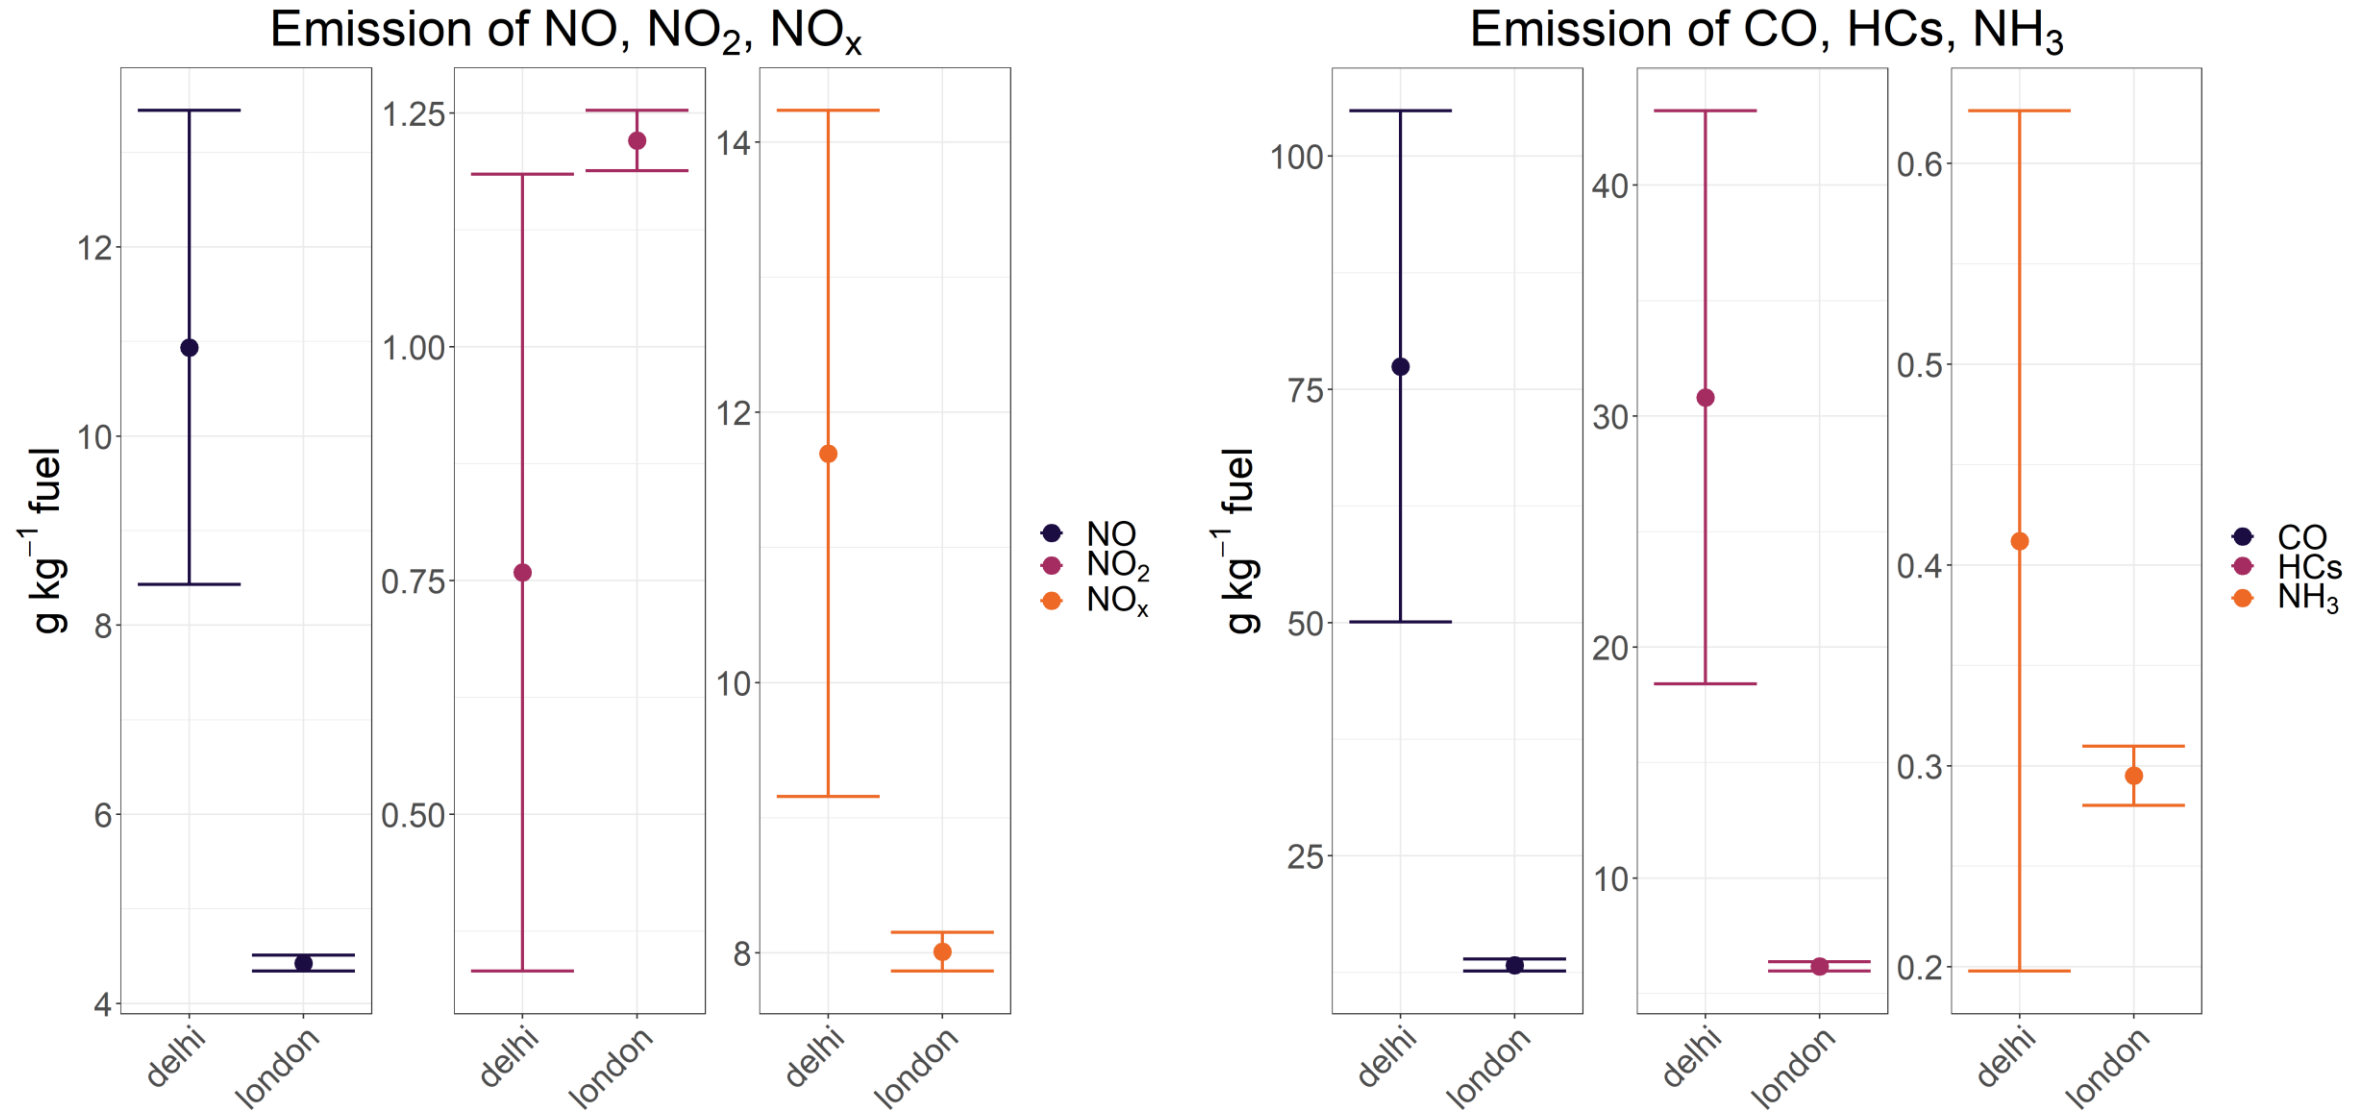 Emission of NO, NO₂, NOₓ
g kg⁻¹ fuel
12
10
8
6
4
delhi
london
1.25
1.00
0.75
0.50
delhi
london
14
12
10
8
delhi
london
NO
NO₂
NOₓ
Emission of CO, HCs, NH₃
g kg⁻¹ fuel
100
75
50
25
delhi
london
40
30
20
10
delhi
london
0.6
0.5
0.4
0.3
0.2
delhi
london
CO
HCs
NH₃